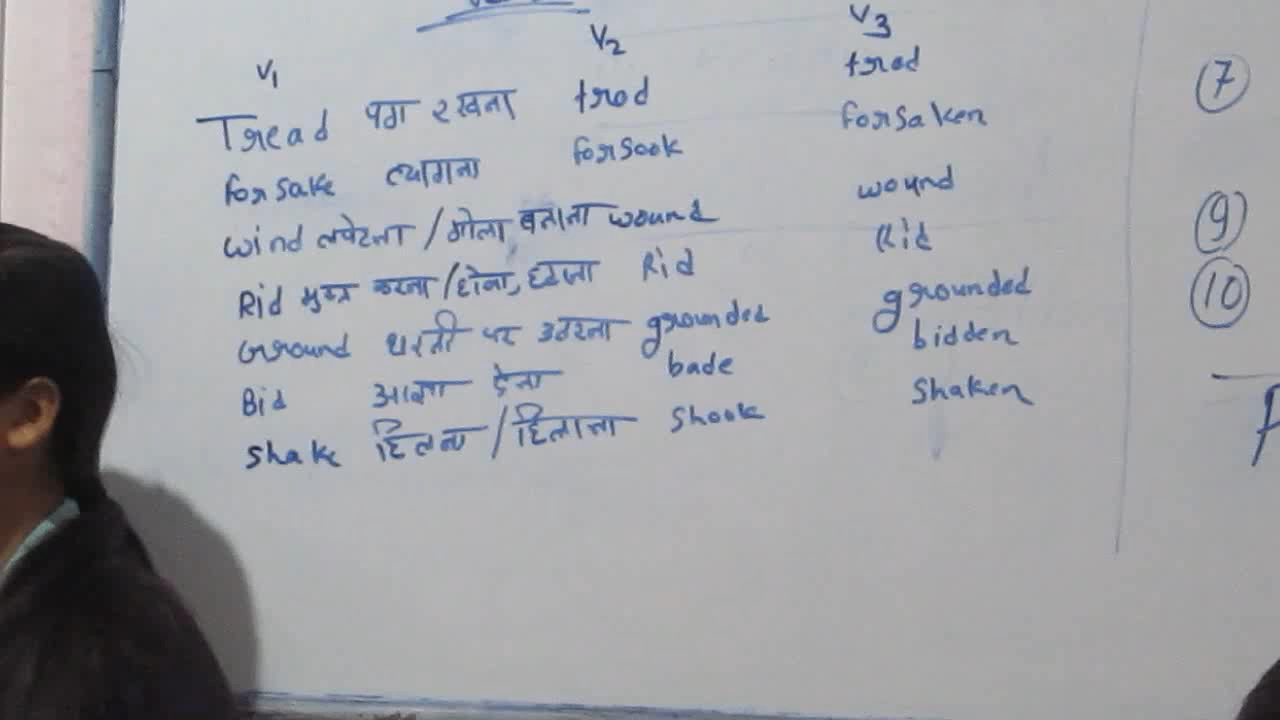 V1 V2 V3
Tread पग रखना trod trod
forsake त्यागना forsook forsaken
wind लपेटना / गोला बनाना wound wound
Rid मुक्त करना / होना, हटना Rid Rid
Ground धरती पर उतरना grounded grounded
Bid आज्ञा देना bade bidden
Shake हिलना / हिलाना shook shaken
7
9
10